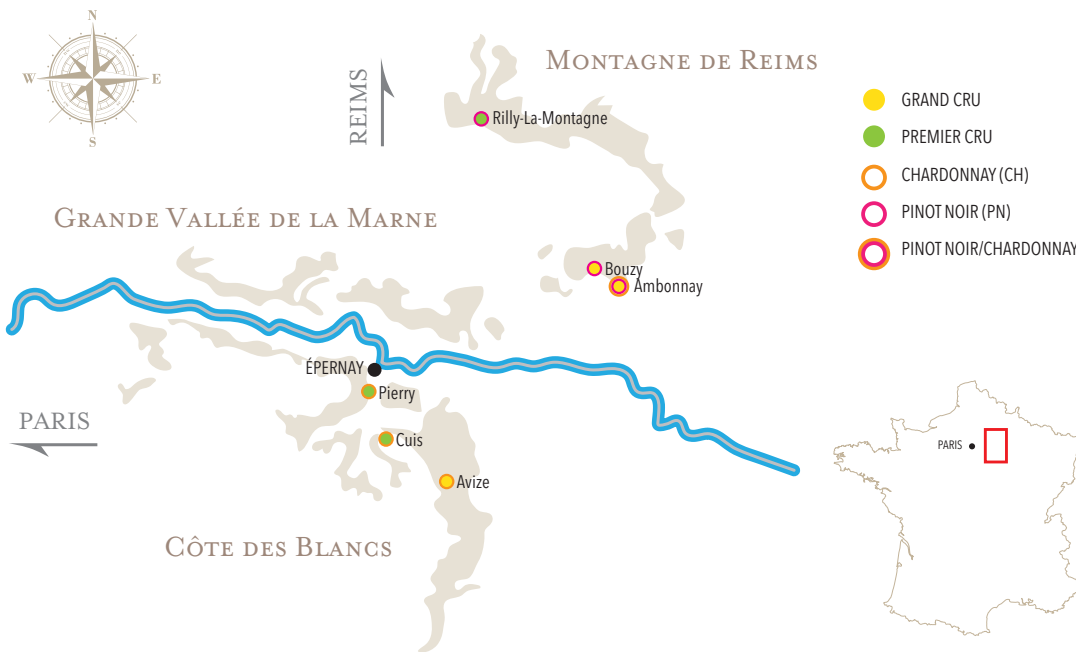 N
W
E
S
REIMS
MONTAGNE DE REIMS
Rilly-La-Montagne
GRAND CRU
PREMIER CRU
CHARDONNAY (CH)
PINOT NOIR (PN)
PINOT NOIR/CHARDONNAY
GRANDE VALLÉE DE LA MARNE
Bouzy
Ambonnay
ÉPERNAY
Pierry
PARIS
Cuis
Avize
CÔTE DES BLANCS
PARIS